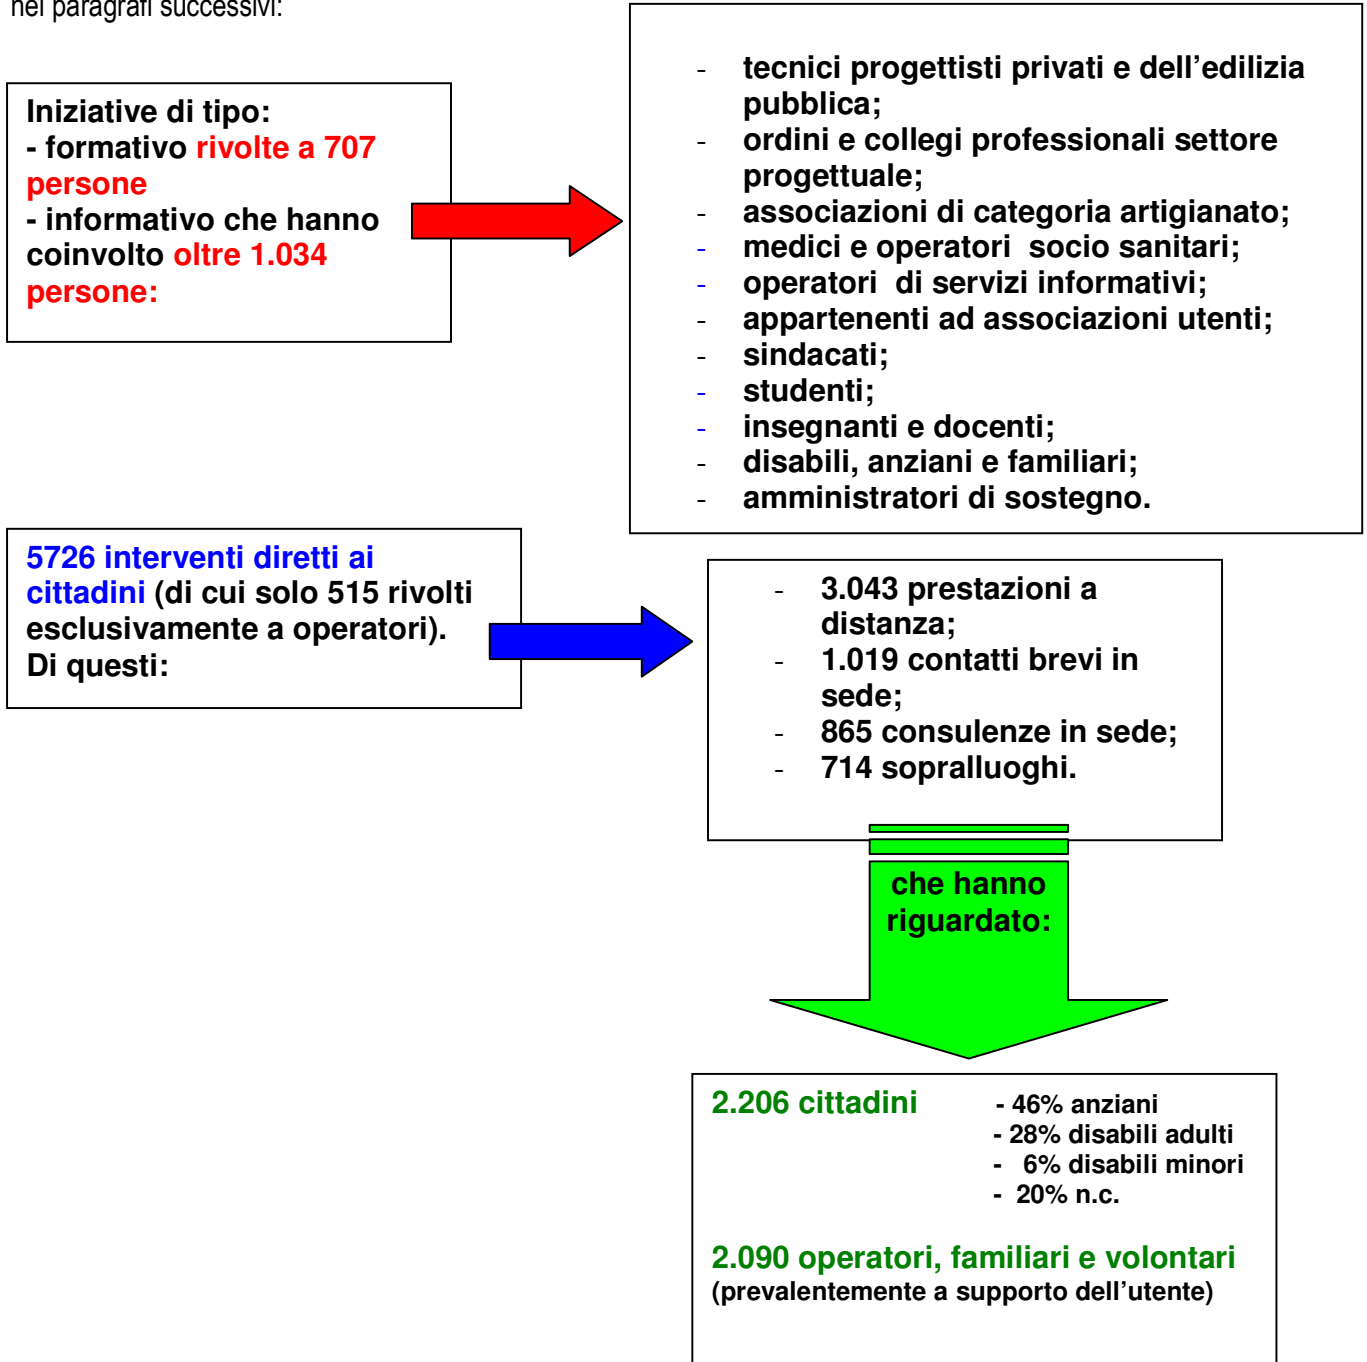 nei paragrafi successivi:
Iniziative di tipo:
- formativo rivolte a 707
persone
- informativo che hanno
coinvolto oltre 1.034
persone:
- tecnici progettisti privati e dell'edilizia
pubblica;
- ordini e collegi professionali settore
progettuale;
- associazioni di categoria artigianato;
- medici e operatori socio sanitari;
- operatori di servizi informativi;
- appartenenti ad associazioni utenti;
- sindacati;
- studenti;
- insegnanti e docenti;
- disabili, anziani e familiari;
- amministratori di sostegno.
5726 interventi diretti ai
cittadini (di cui solo 515 rivolti
esclusivamente a operatori).
Di questi:
- 3.043 prestazioni a
distanza;
- 1.019 contatti brevi in
sede;
- 865 consulenze in sede;
- 714 sopralluoghi.
che hanno
riguardato:
2.206 cittadini - 46% anziani
- 28% disabili adulti
- 6% disabili minori
- 20% n.c.
2.090 operatori, familiari e volontari
(prevalentemente a supporto dell'utente)